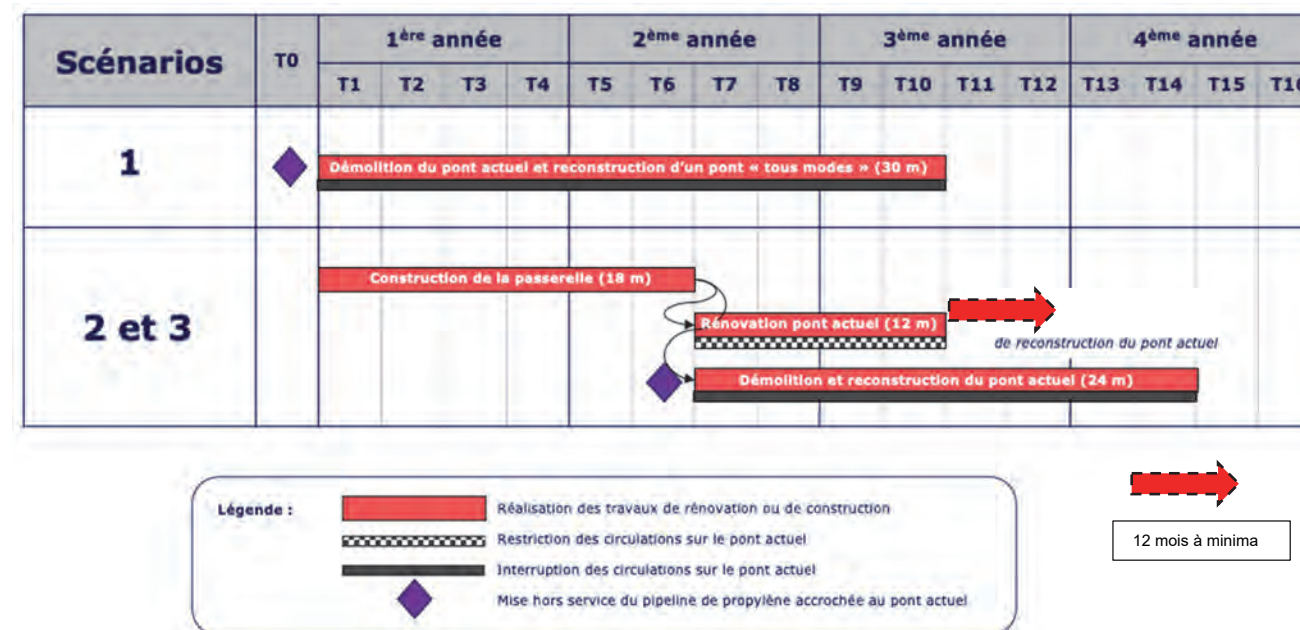 Scénarios
T0
1ère année
2ème année
3ème année
4ème année
T1 T2 T3 T4 T5 T6 T7 T8 T9 T10 T11 T12 T13 T14 T15 T16
1
Démolition du pont actuel et reconstruction d'un pont « tous modes » (30 m)
2 et 3
Construction de la passerelle (18 m)
Rénovation pont actuel (12 m)
de reconstruction du pont actuel
Démolition et reconstruction du pont actuel (24 m)
Légende :
Réalisation des travaux de rénovation ou de construction
Restriction des circulations sur le pont actuel
Interruption des circulations sur le pont actuel
Mise hors service du pipeline de propylène accrochée au pont actuel
12 mois à minima